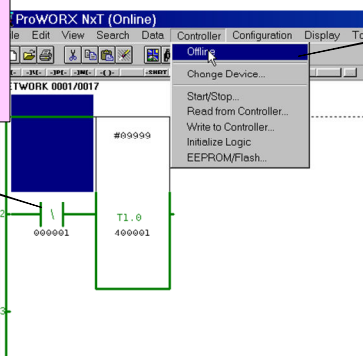 ProWORX NxT (Online)
le Edit View Search Data Controller Configuration Display To
Offline
Change Device...
Start/Stop...
Read from Controller...
Write to Controller...
Initialize Logic
EEPROM/Flash...
TWORK 0001/0017
#09999
T1.0
000001
400001
2
3